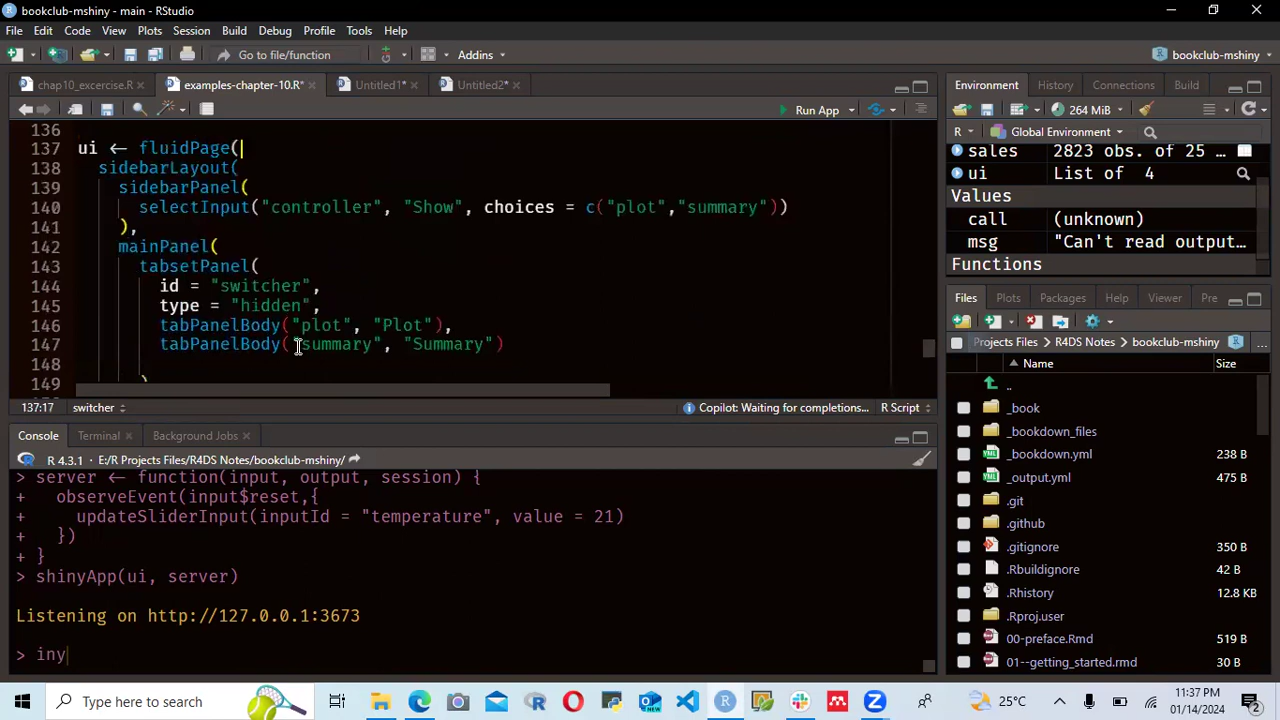 bookclub-mshiny - main - RStudio
File Edit Code View Plots Session Build Debug Profile Tools Help
Go to file/function
Addins
bookclub-mshiny
chap10_excercise.R
examples-chapter-10.R*
Untitled1*
Untitled2*
Run App
136
137 ui ← fluidPage(
138 sidebarLayout(
139 sidebarPanel(
140 selectInput("controller", "Show", choices = c("plot","summary"))
141 ),
142 mainPanel(
143 tabsetPanel(
144 id = "switcher",
145 type = "hidden",
146 tabPanelBody("plot", "Plot"),
147 tabPanelBody("summary", "Summary")
148
149 )
137:17 switcher
Copilot: Waiting for completions...
R Script
Console Terminal Background Jobs
R 4.3.1 · E:/R Projects Files/R4DS Notes/bookclub-mshiny/
> server ← function(input, output, session) {
+ observeEvent(input$reset,{
+ updateSliderInput(inputId = "temperature", value = 21)
+ })
+ }
> shinyApp(ui, server)
Listening on http://127.0.0.1:3673
> iny
Environment History Connections Build
264 MiB
R Global Environment
sales 2823 obs. of 25 …
ui List of 4
Values
call (unknown)
msg "Can't read output…
Functions
Files Plots Packages Help Viewer Pre
Projects Files R4DS Notes bookclub-mshiny ...
Name Size
..
_book
_bookdown_files
_bookdown.yml 238 B
_output.yml 475 B
.git
.github
.gitignore 350 B
.Rbuildignore 42 B
.Rhistory 12.8 KB
.Rproj.user
00-preface.Rmd 519 B
01--getting_started.rmd 30 B
Type here to search
25°C
11:37 PM
01/14/2024
2